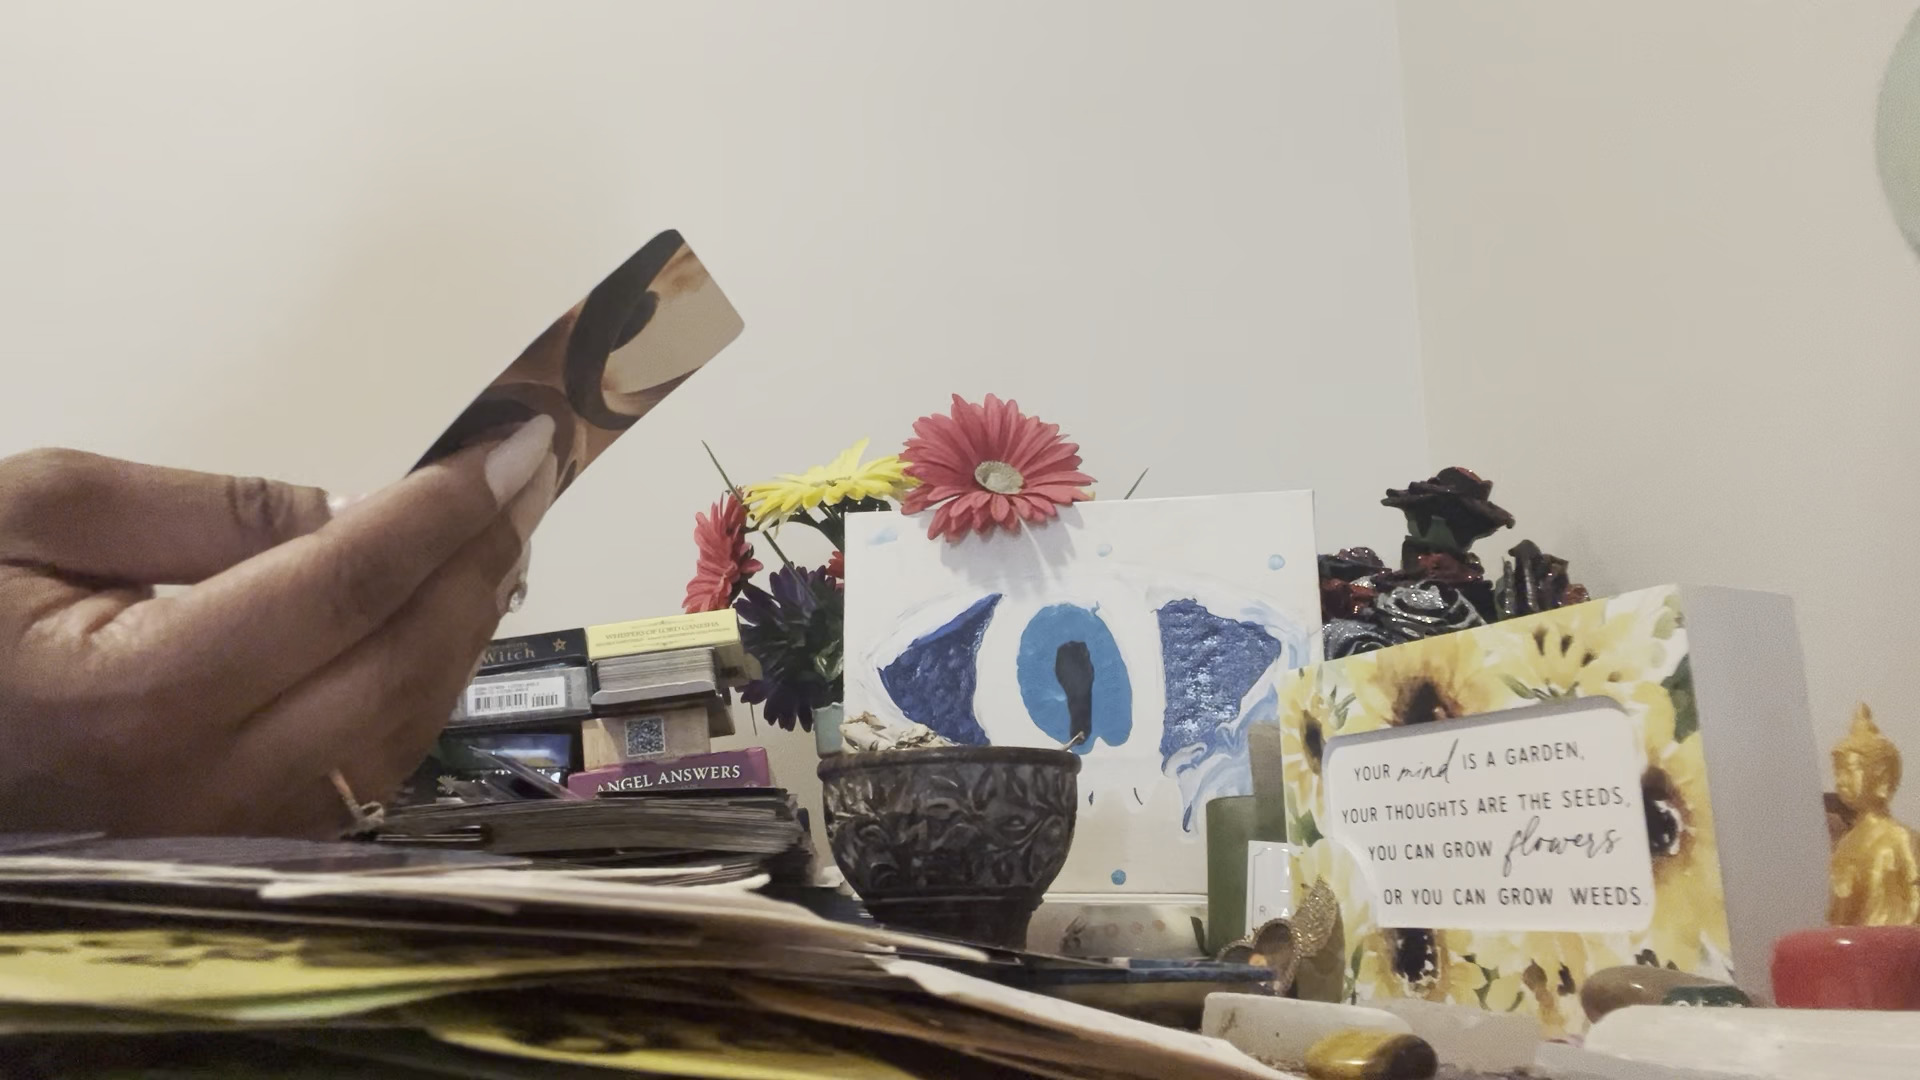 Witch
WHISPERS OF LORD GANESHA
ANGEL ANSWERS
YOUR mind IS A GARDEN,
YOUR THOUGHTS ARE THE SEEDS,
YOU CAN GROW flowers
OR YOU CAN GROW WEEDS.
R